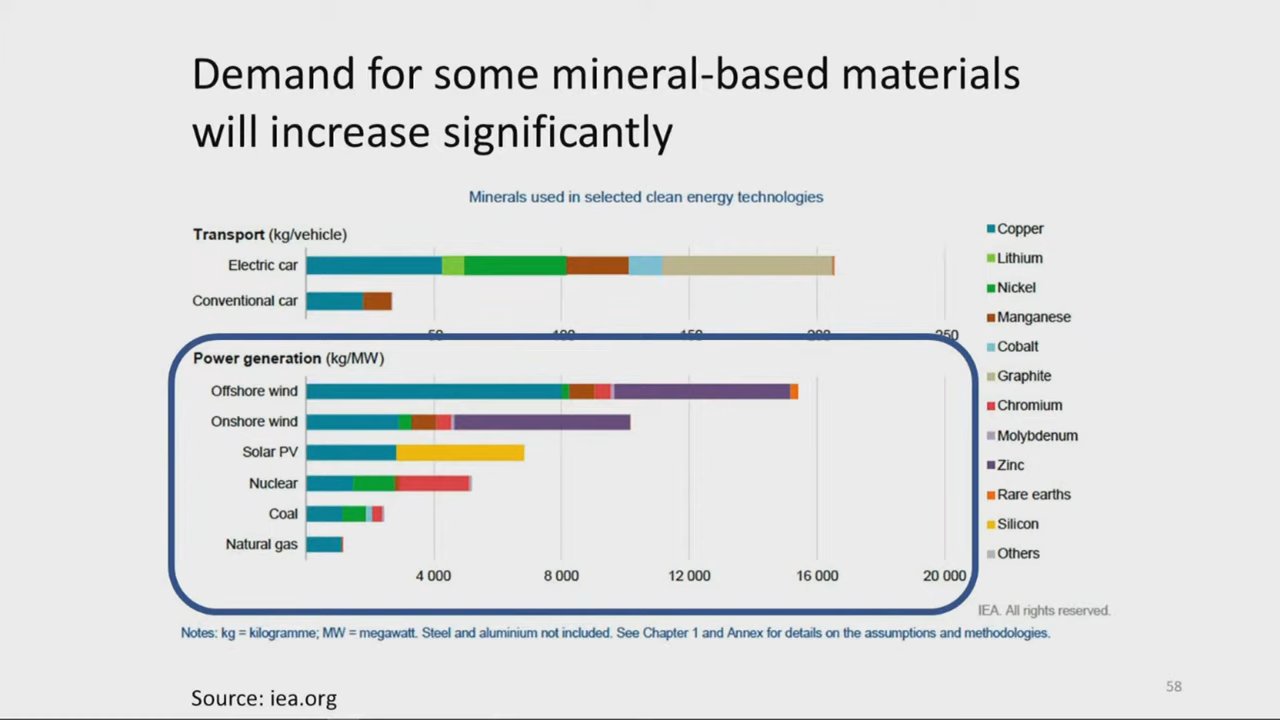 Demand for some mineral-based materials
will increase significantly
Minerals used in selected clean energy technologies
Transport (kg/vehicle)
Electric car
Conventional car
50 100 150 200 250
Power generation (kg/MW)
Offshore wind
Onshore wind
Solar PV
Nuclear
Coal
Natural gas
4 000 8 000 12 000 16 000 20 000
Copper
Lithium
Nickel
Manganese
Cobalt
Graphite
Chromium
Molybdenum
Zinc
Rare earths
Silicon
Others
IEA. All rights reserved.
Notes: kg = kilogramme; MW = megawatt. Steel and aluminium not included. See Chapter 1 and Annex for details on the assumptions and methodologies.
Source: iea.org
58